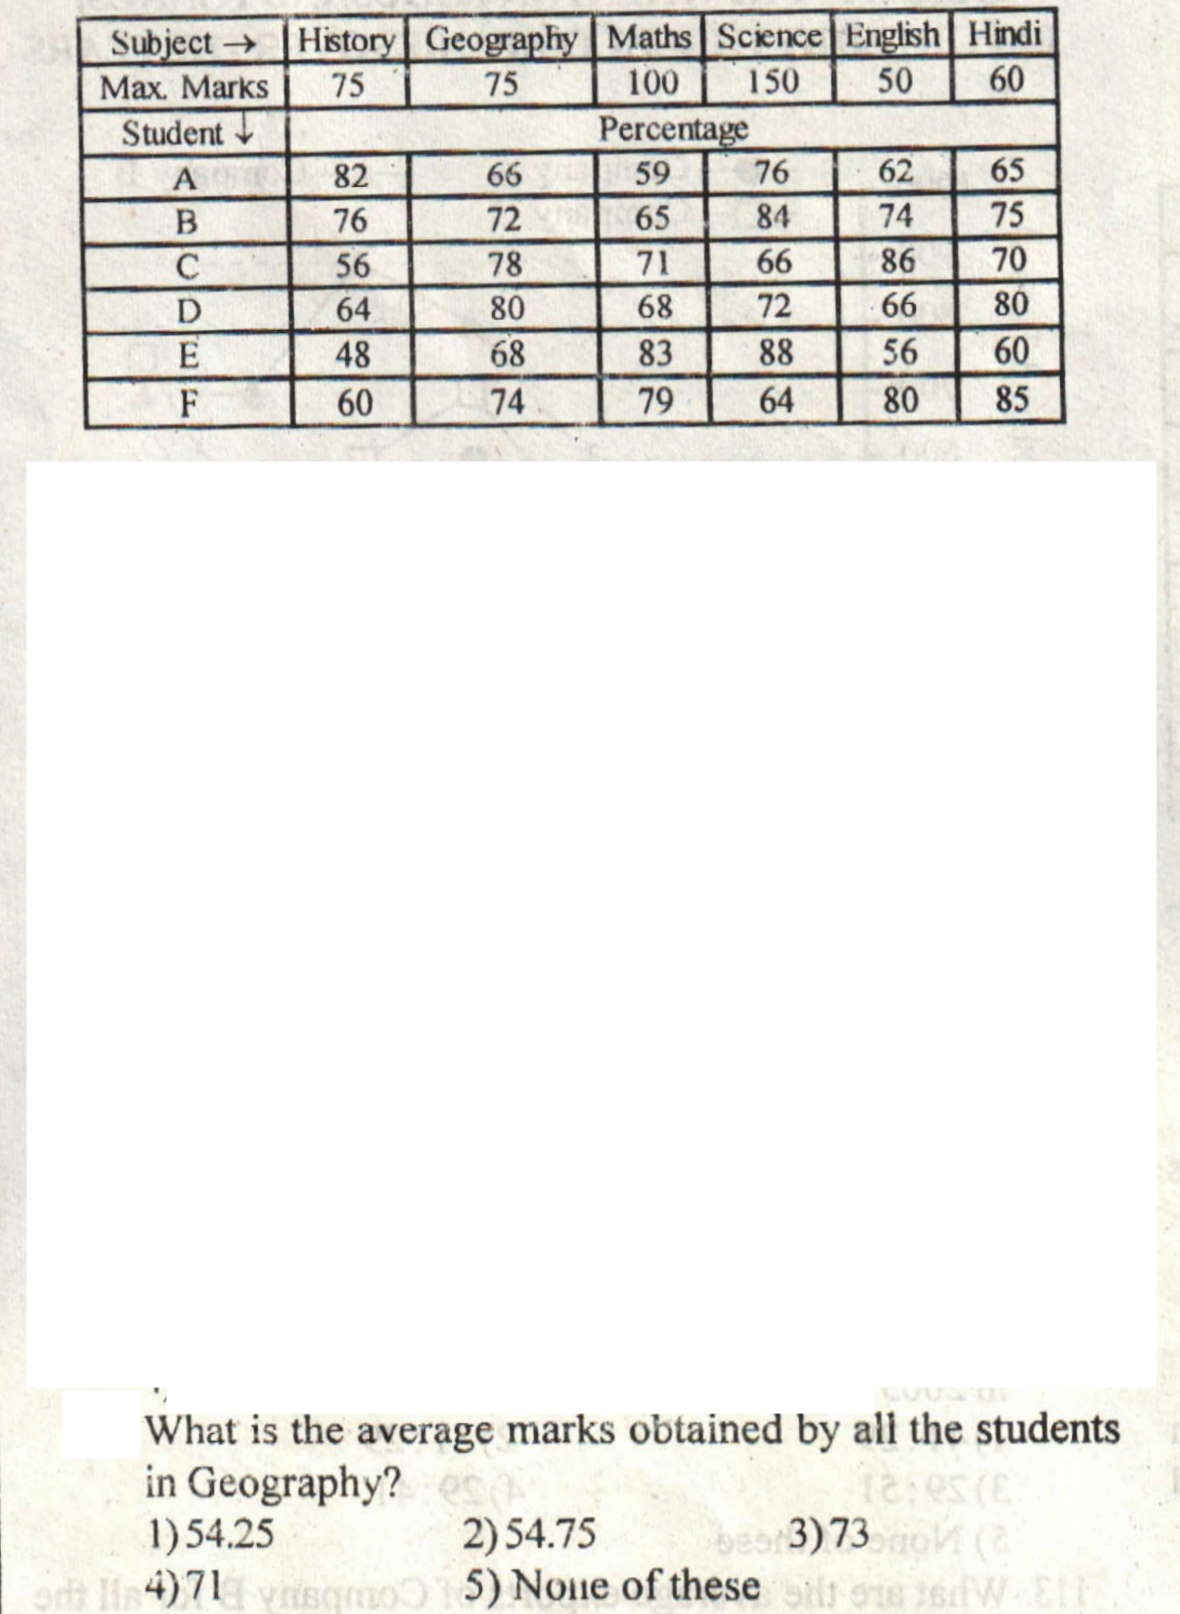 Subject → History Geography Maths Science English Hindi
Max. Marks 75 75 100 150 50 60
Student ↓ Percentage
A 82 66 59 76 62 65
B 76 72 65 84 74 75
C 56 78 71 66 86 70
D 64 80 68 72 66 80
E 48 68 83 88 56 60
F 60 74 79 64 80 85
What is the average marks obtained by all the students
in Geography?
1) 54.25 2) 54.75 3) 73
4) 71 5) None of these